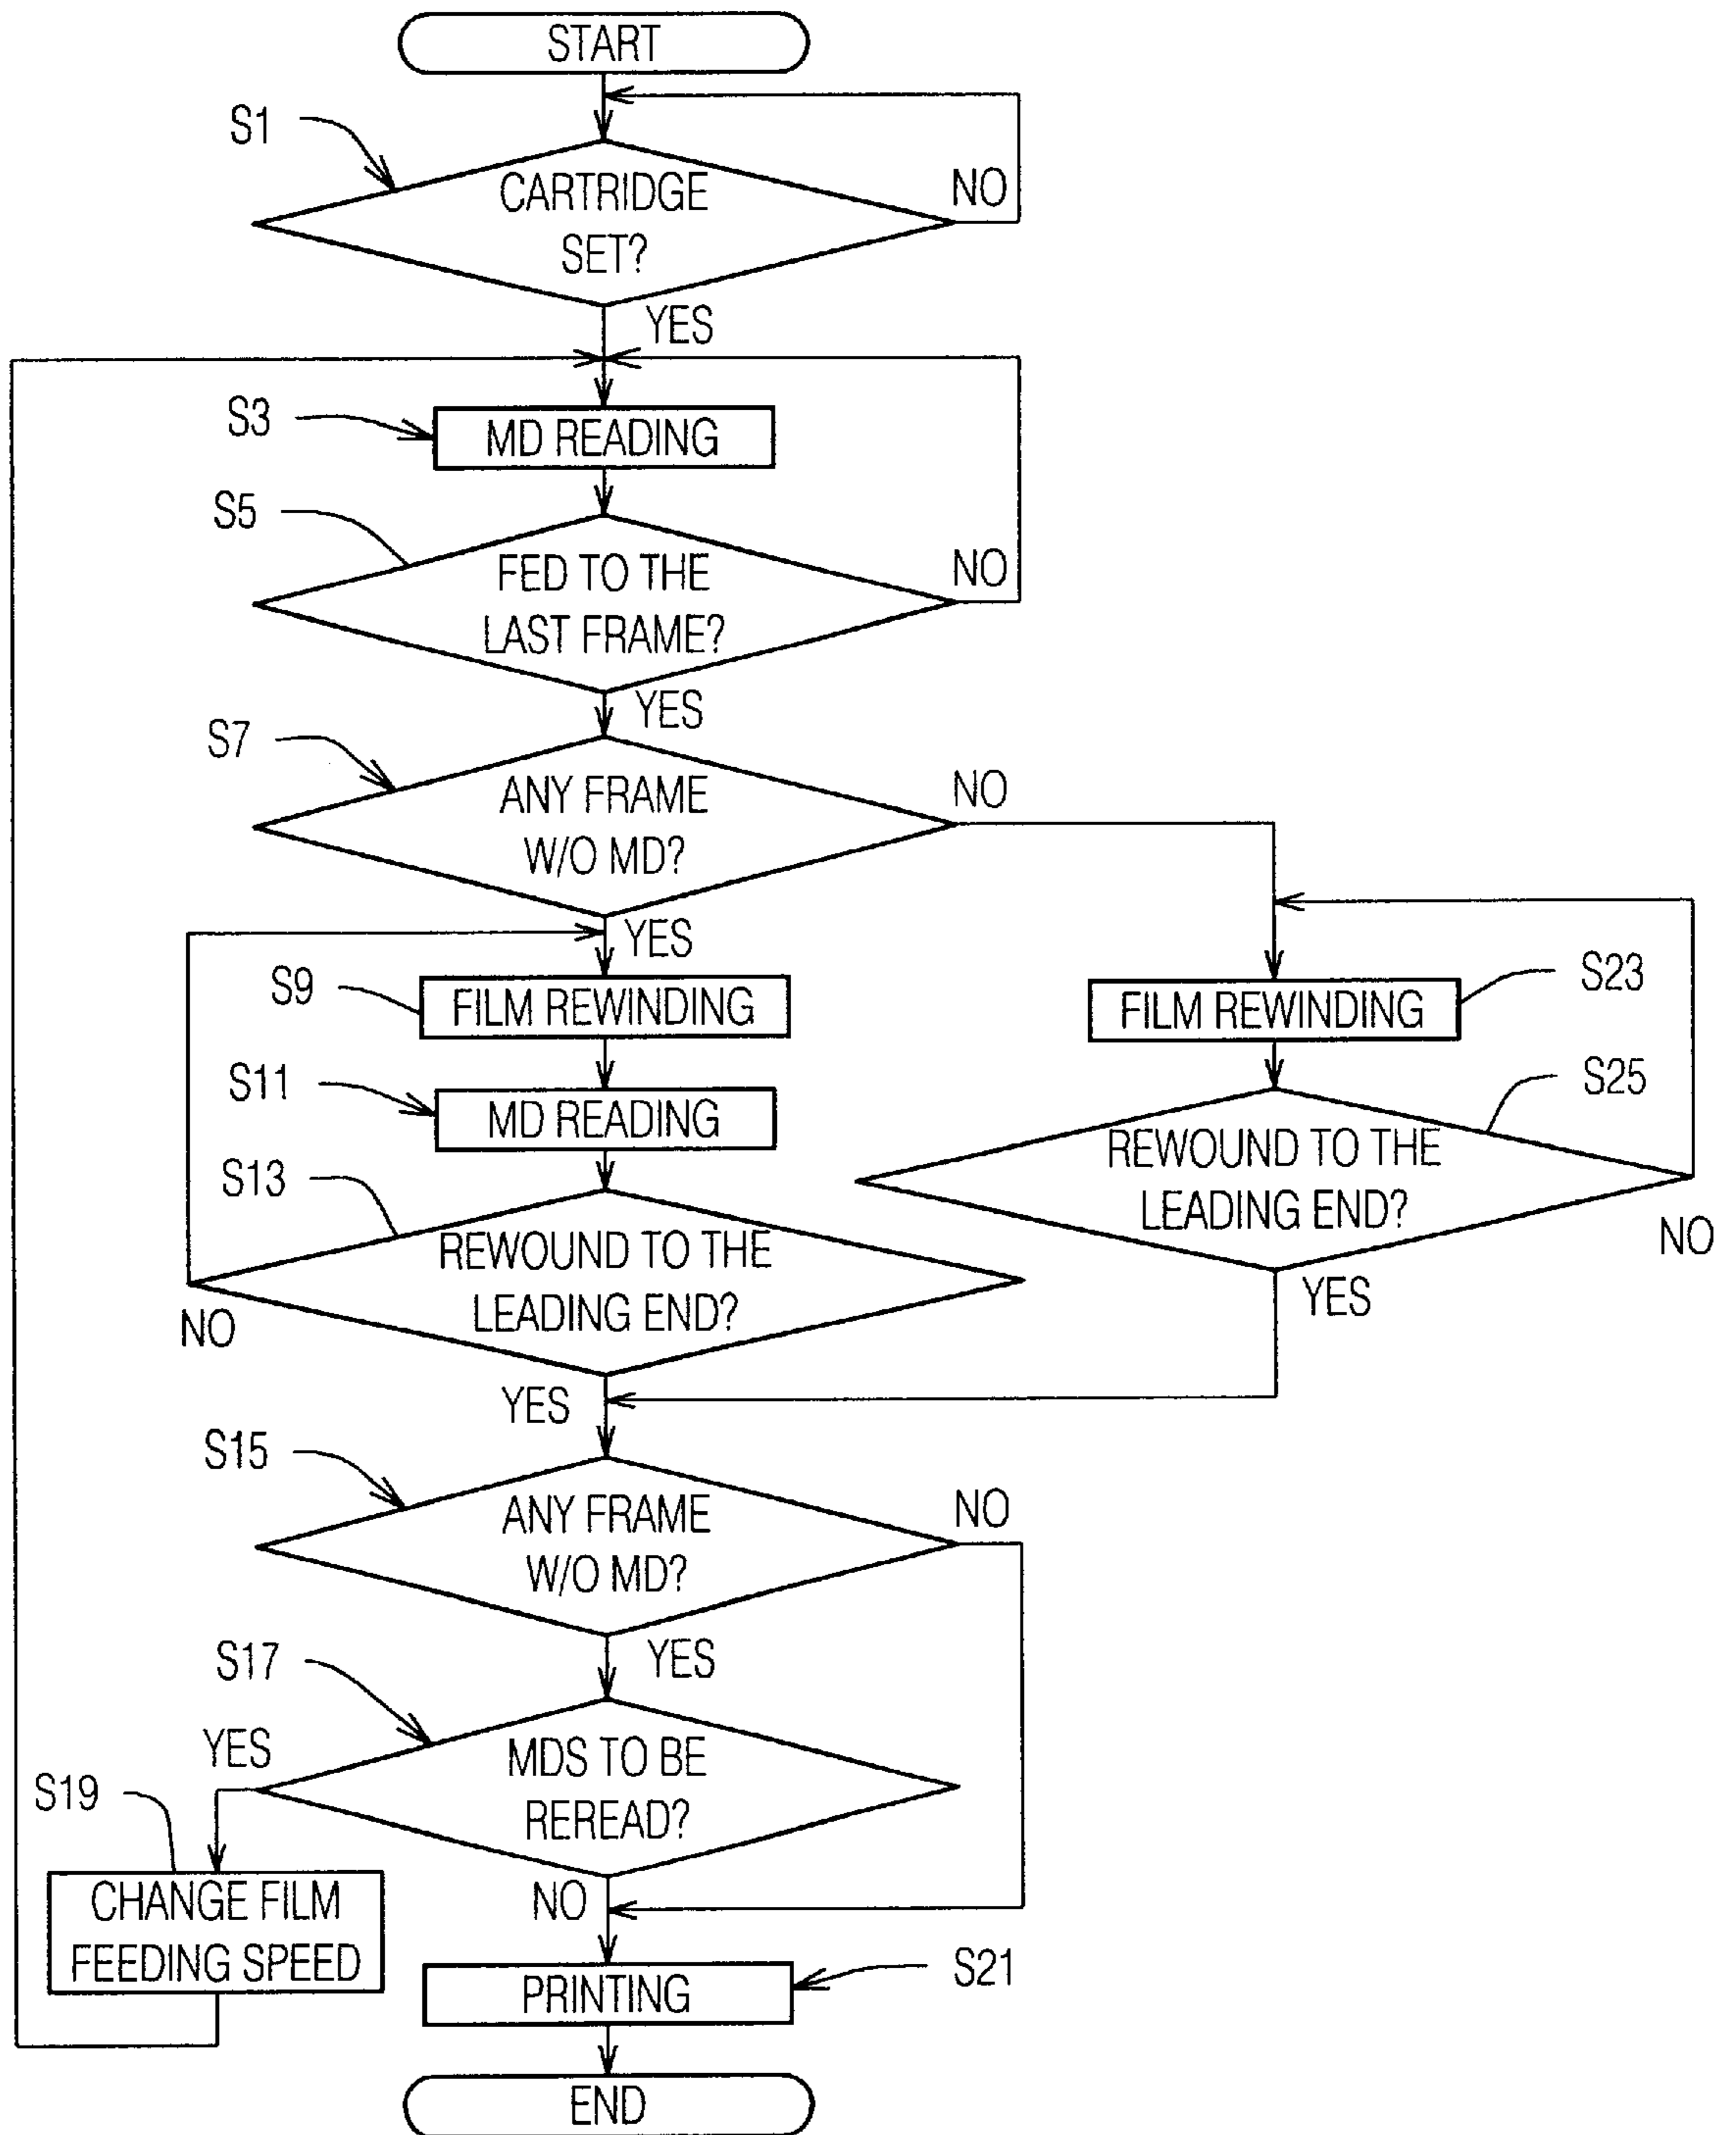 START
S1
CARTRIDGE
SET?
NO
YES
S3
MD READING
S5
FED TO THE
LAST FRAME?
NO
YES
S7
ANY FRAME
W/O MD?
NO
YES
S9
FILM REWINDING
S23
FILM REWINDING
S11
MD READING
S25
REWOUND TO THE
LEADING END?
NO
YES
S13
REWOUND TO THE
LEADING END?
NO
YES
S15
ANY FRAME
W/O MD?
NO
YES
S17
MDS TO BE
REREAD?
YES
S19
CHANGE FILM
FEEDING SPEED
NO
PRINTING
S21
END